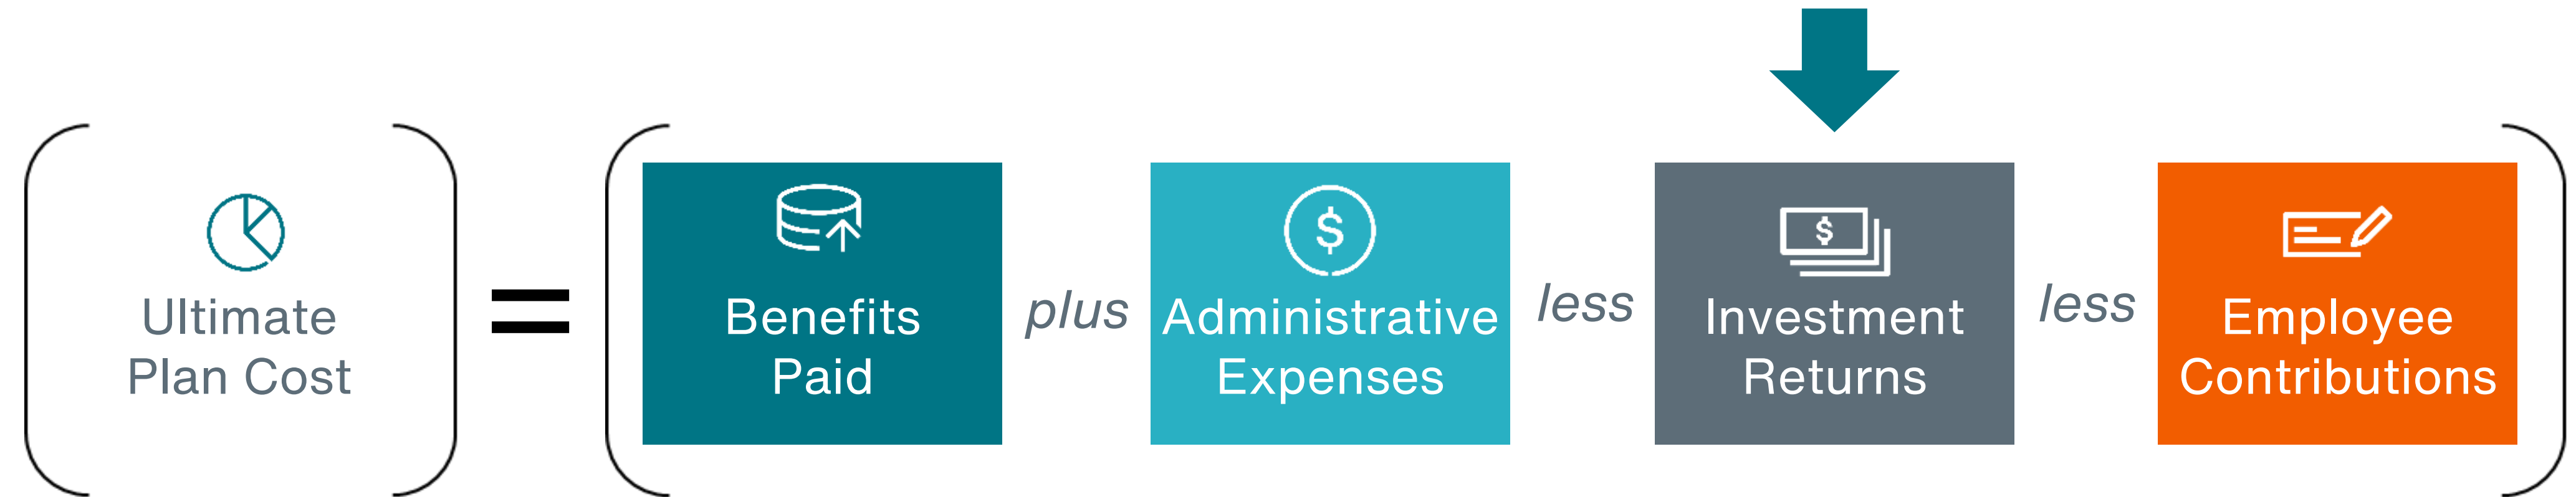 Ultimate
Plan Cost
=
Benefits
Paid
plus
$
Administrative
Expenses
less
$
Investment
Returns
less
Employee
Contributions